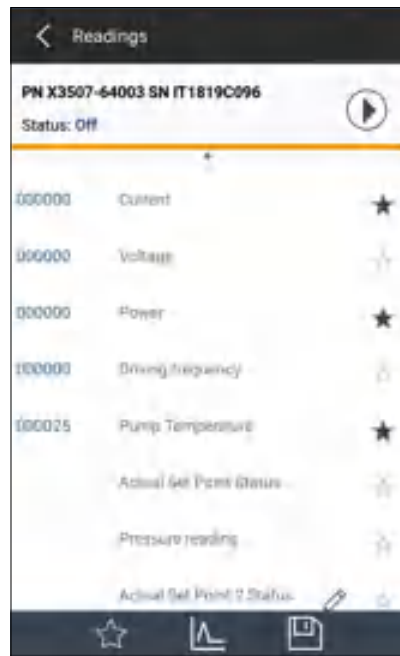 Readings
PN X3507-64003 SN IT1819C096
Status: Off
000000 Current
000000 Voltage
000000 Power
000000 Driving frequency
000025 Pump Temperature
Actual Set Point Status
Pressure reading
Actual Set Point 2 Status